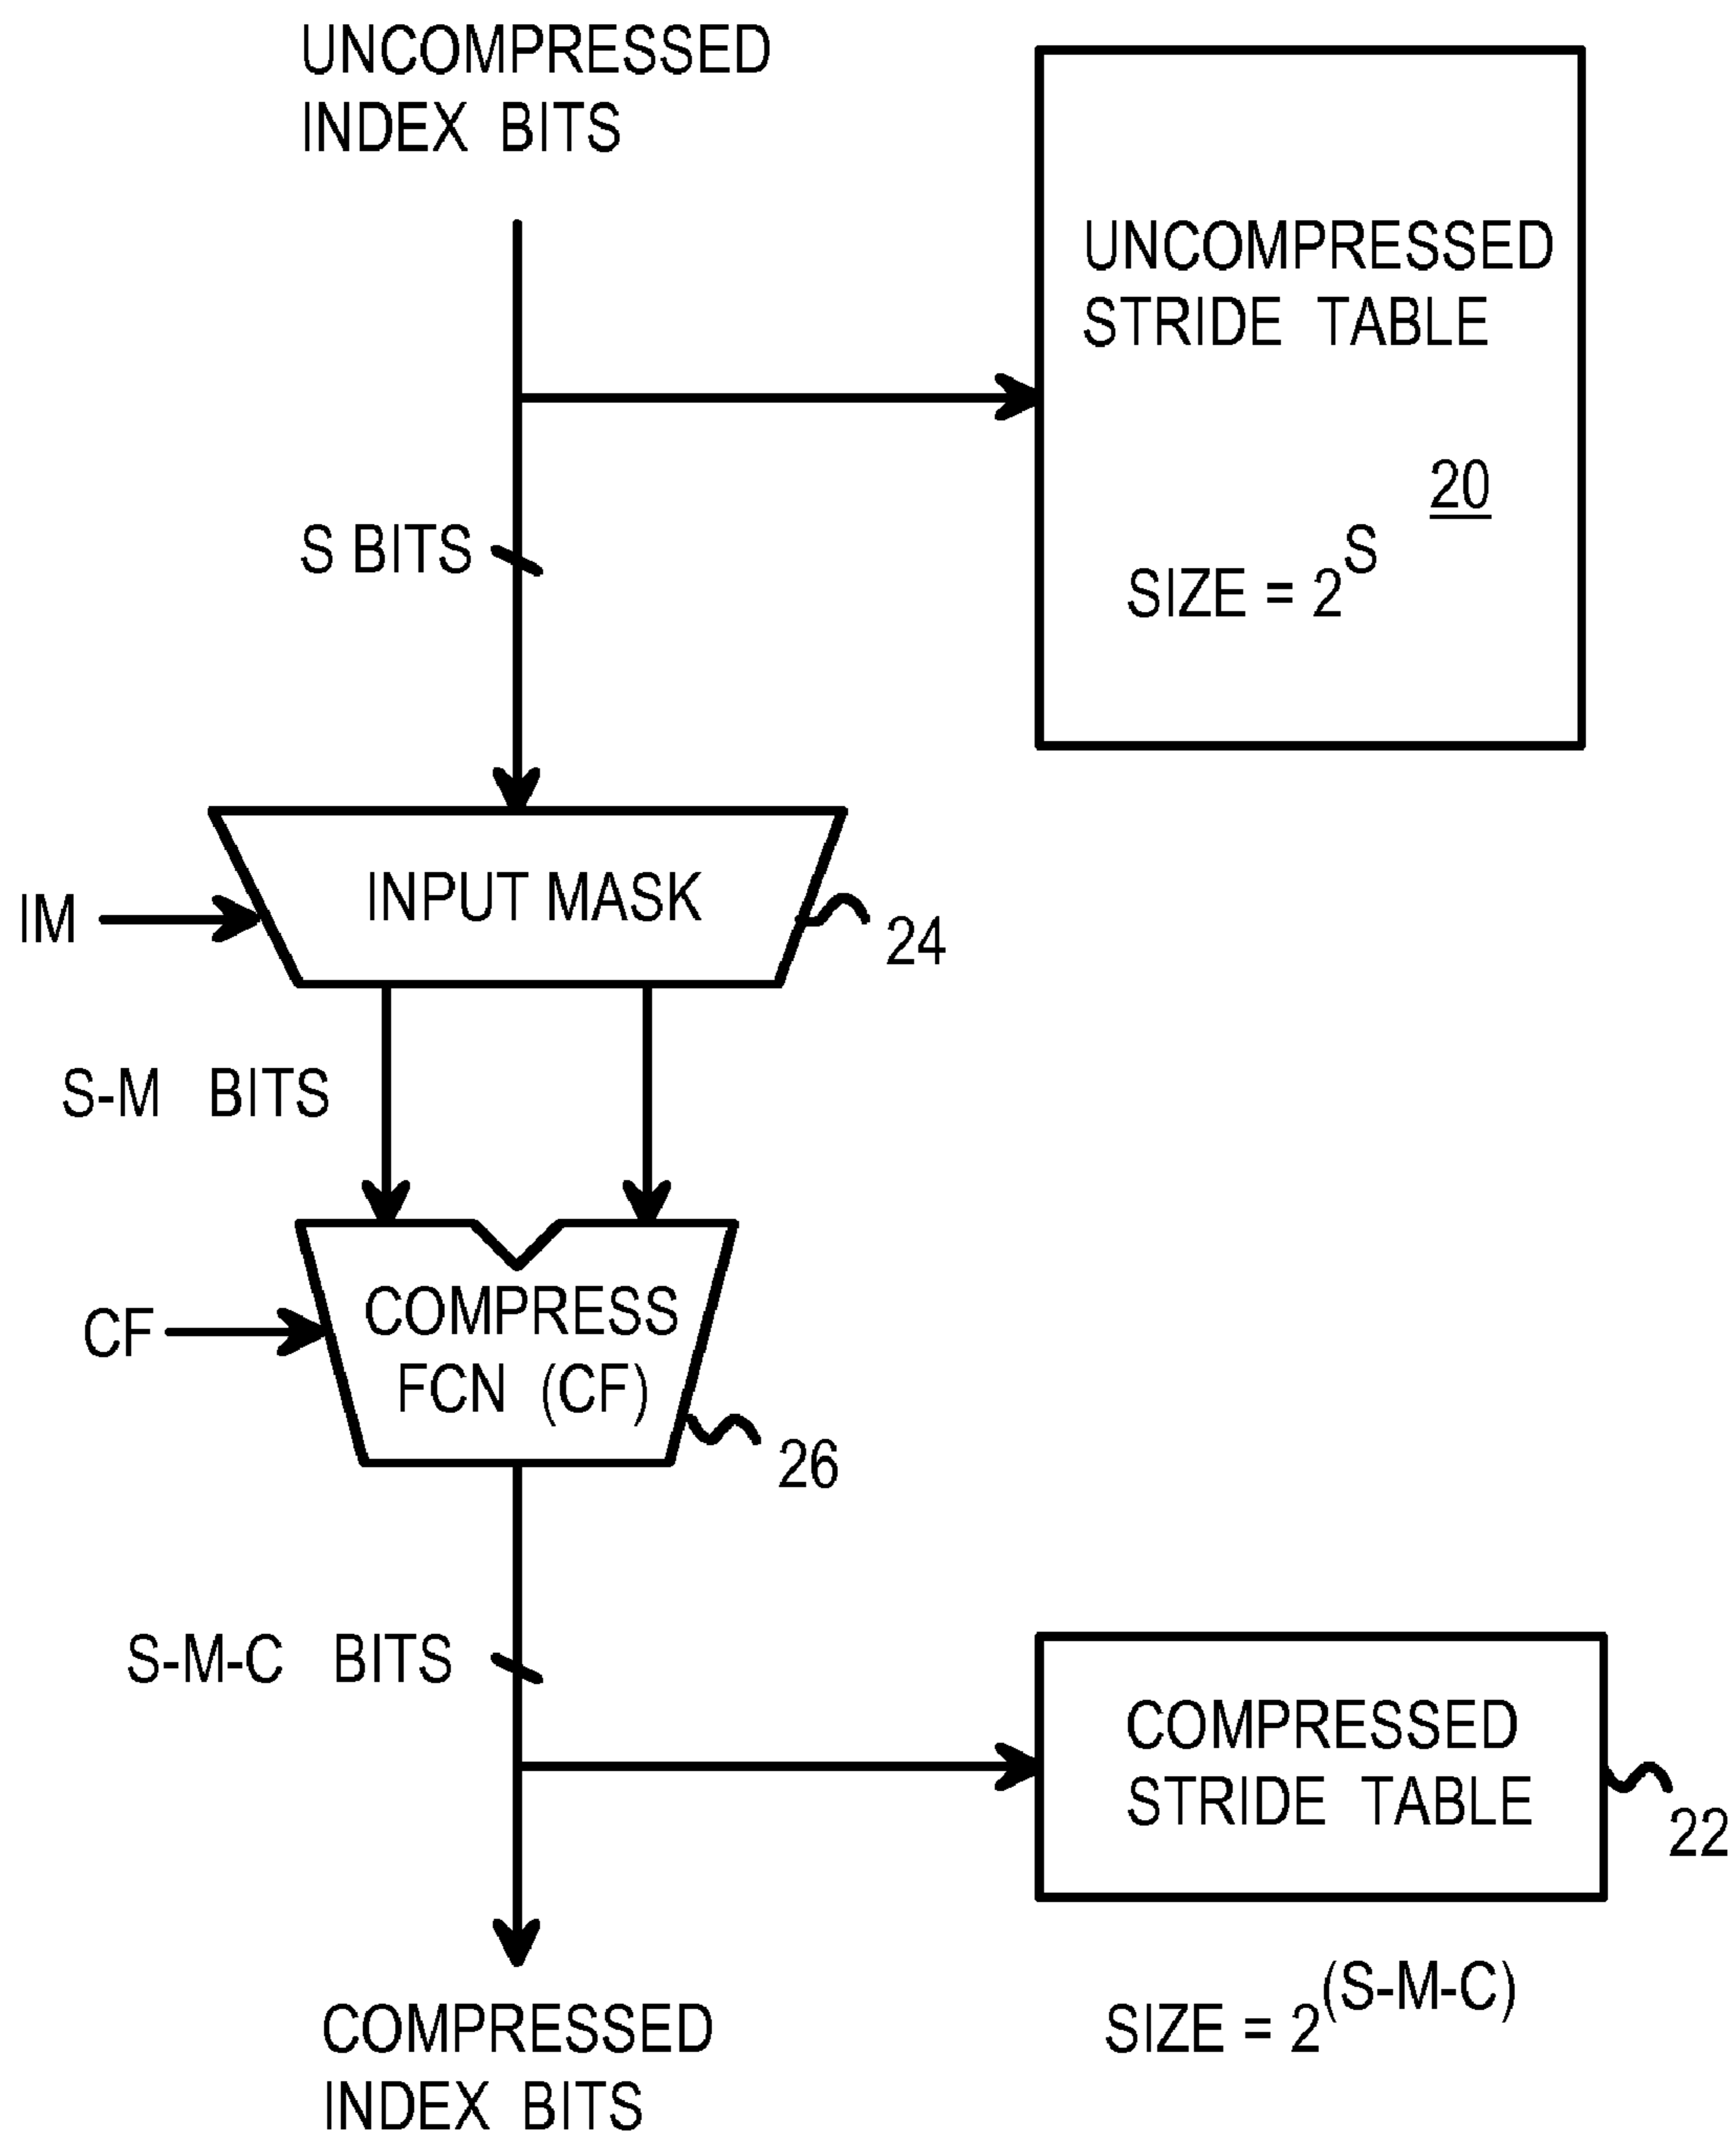 UNCOMPRESSED
INDEX BITS
UNCOMPRESSED
STRIDE TABLE
20
SIZE = 2^S
S BITS
INPUT MASK
IM
24
S-M BITS
COMPRESS
FCN (CF)
CF
26
S-M-C BITS
COMPRESSED
STRIDE TABLE
22
SIZE = 2^(S-M-C)
COMPRESSED
INDEX BITS